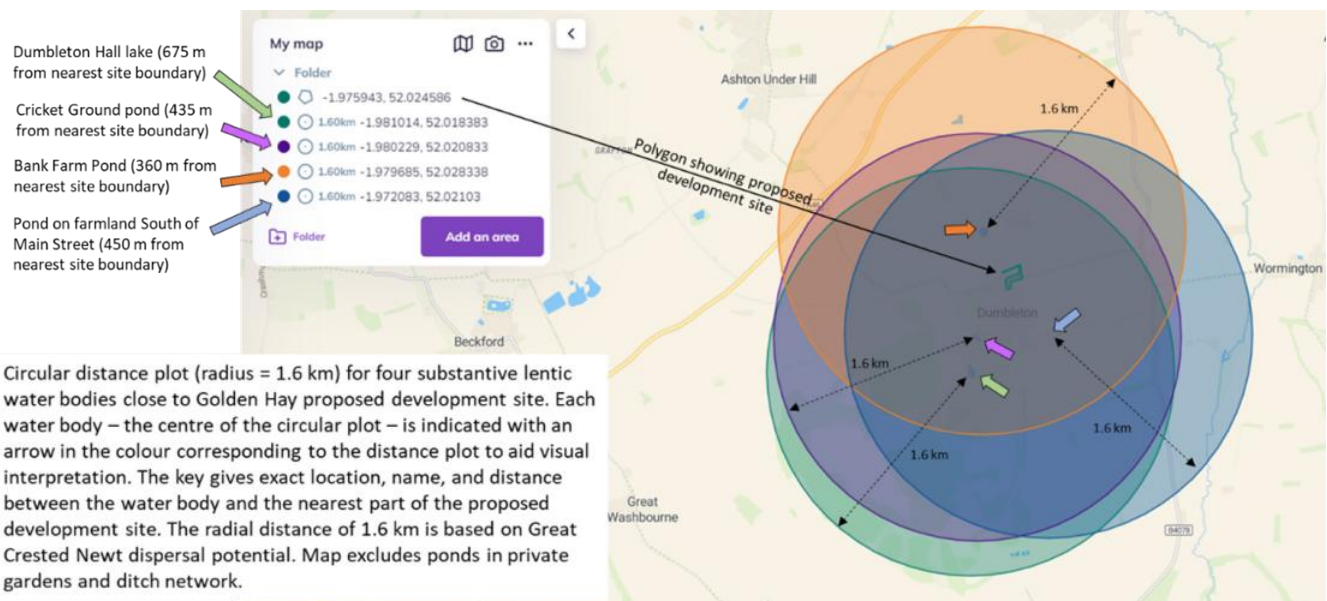 Dumbleton Hall lake (675 m
from nearest site boundary)
Cricket Ground pond (435 m
from nearest site boundary)
Bank Farm Pond (360 m from
nearest site boundary)
Pond on farmland South of
Main Street (450 m from
nearest site boundary)
My map
Folder
-1.975943, 52.024586
1.60km -1.981014, 52.018383
1.60km -1.980229, 52.020833
1.60km -1.979685, 52.028338
1.60km -1.972083, 52.02103
Folder
Add an area
Ashton Under Hill
1.6 km
Polygon showing proposed
development site
Wormington
Dumbleton
Beckford
1.6 km
1.6 km
1.6 km
Great
Washbourne
B4078
Circular distance plot (radius = 1.6 km) for four substantive lentic
water bodies close to Golden Hay proposed development site. Each
water body – the centre of the circular plot – is indicated with an
arrow in the colour corresponding to the distance plot to aid visual
interpretation. The key gives exact location, name, and distance
between the water body and the nearest part of the proposed
development site. The radial distance of 1.6 km is based on Great
Crested Newt dispersal potential. Map excludes ponds in private
gardens and ditch network.